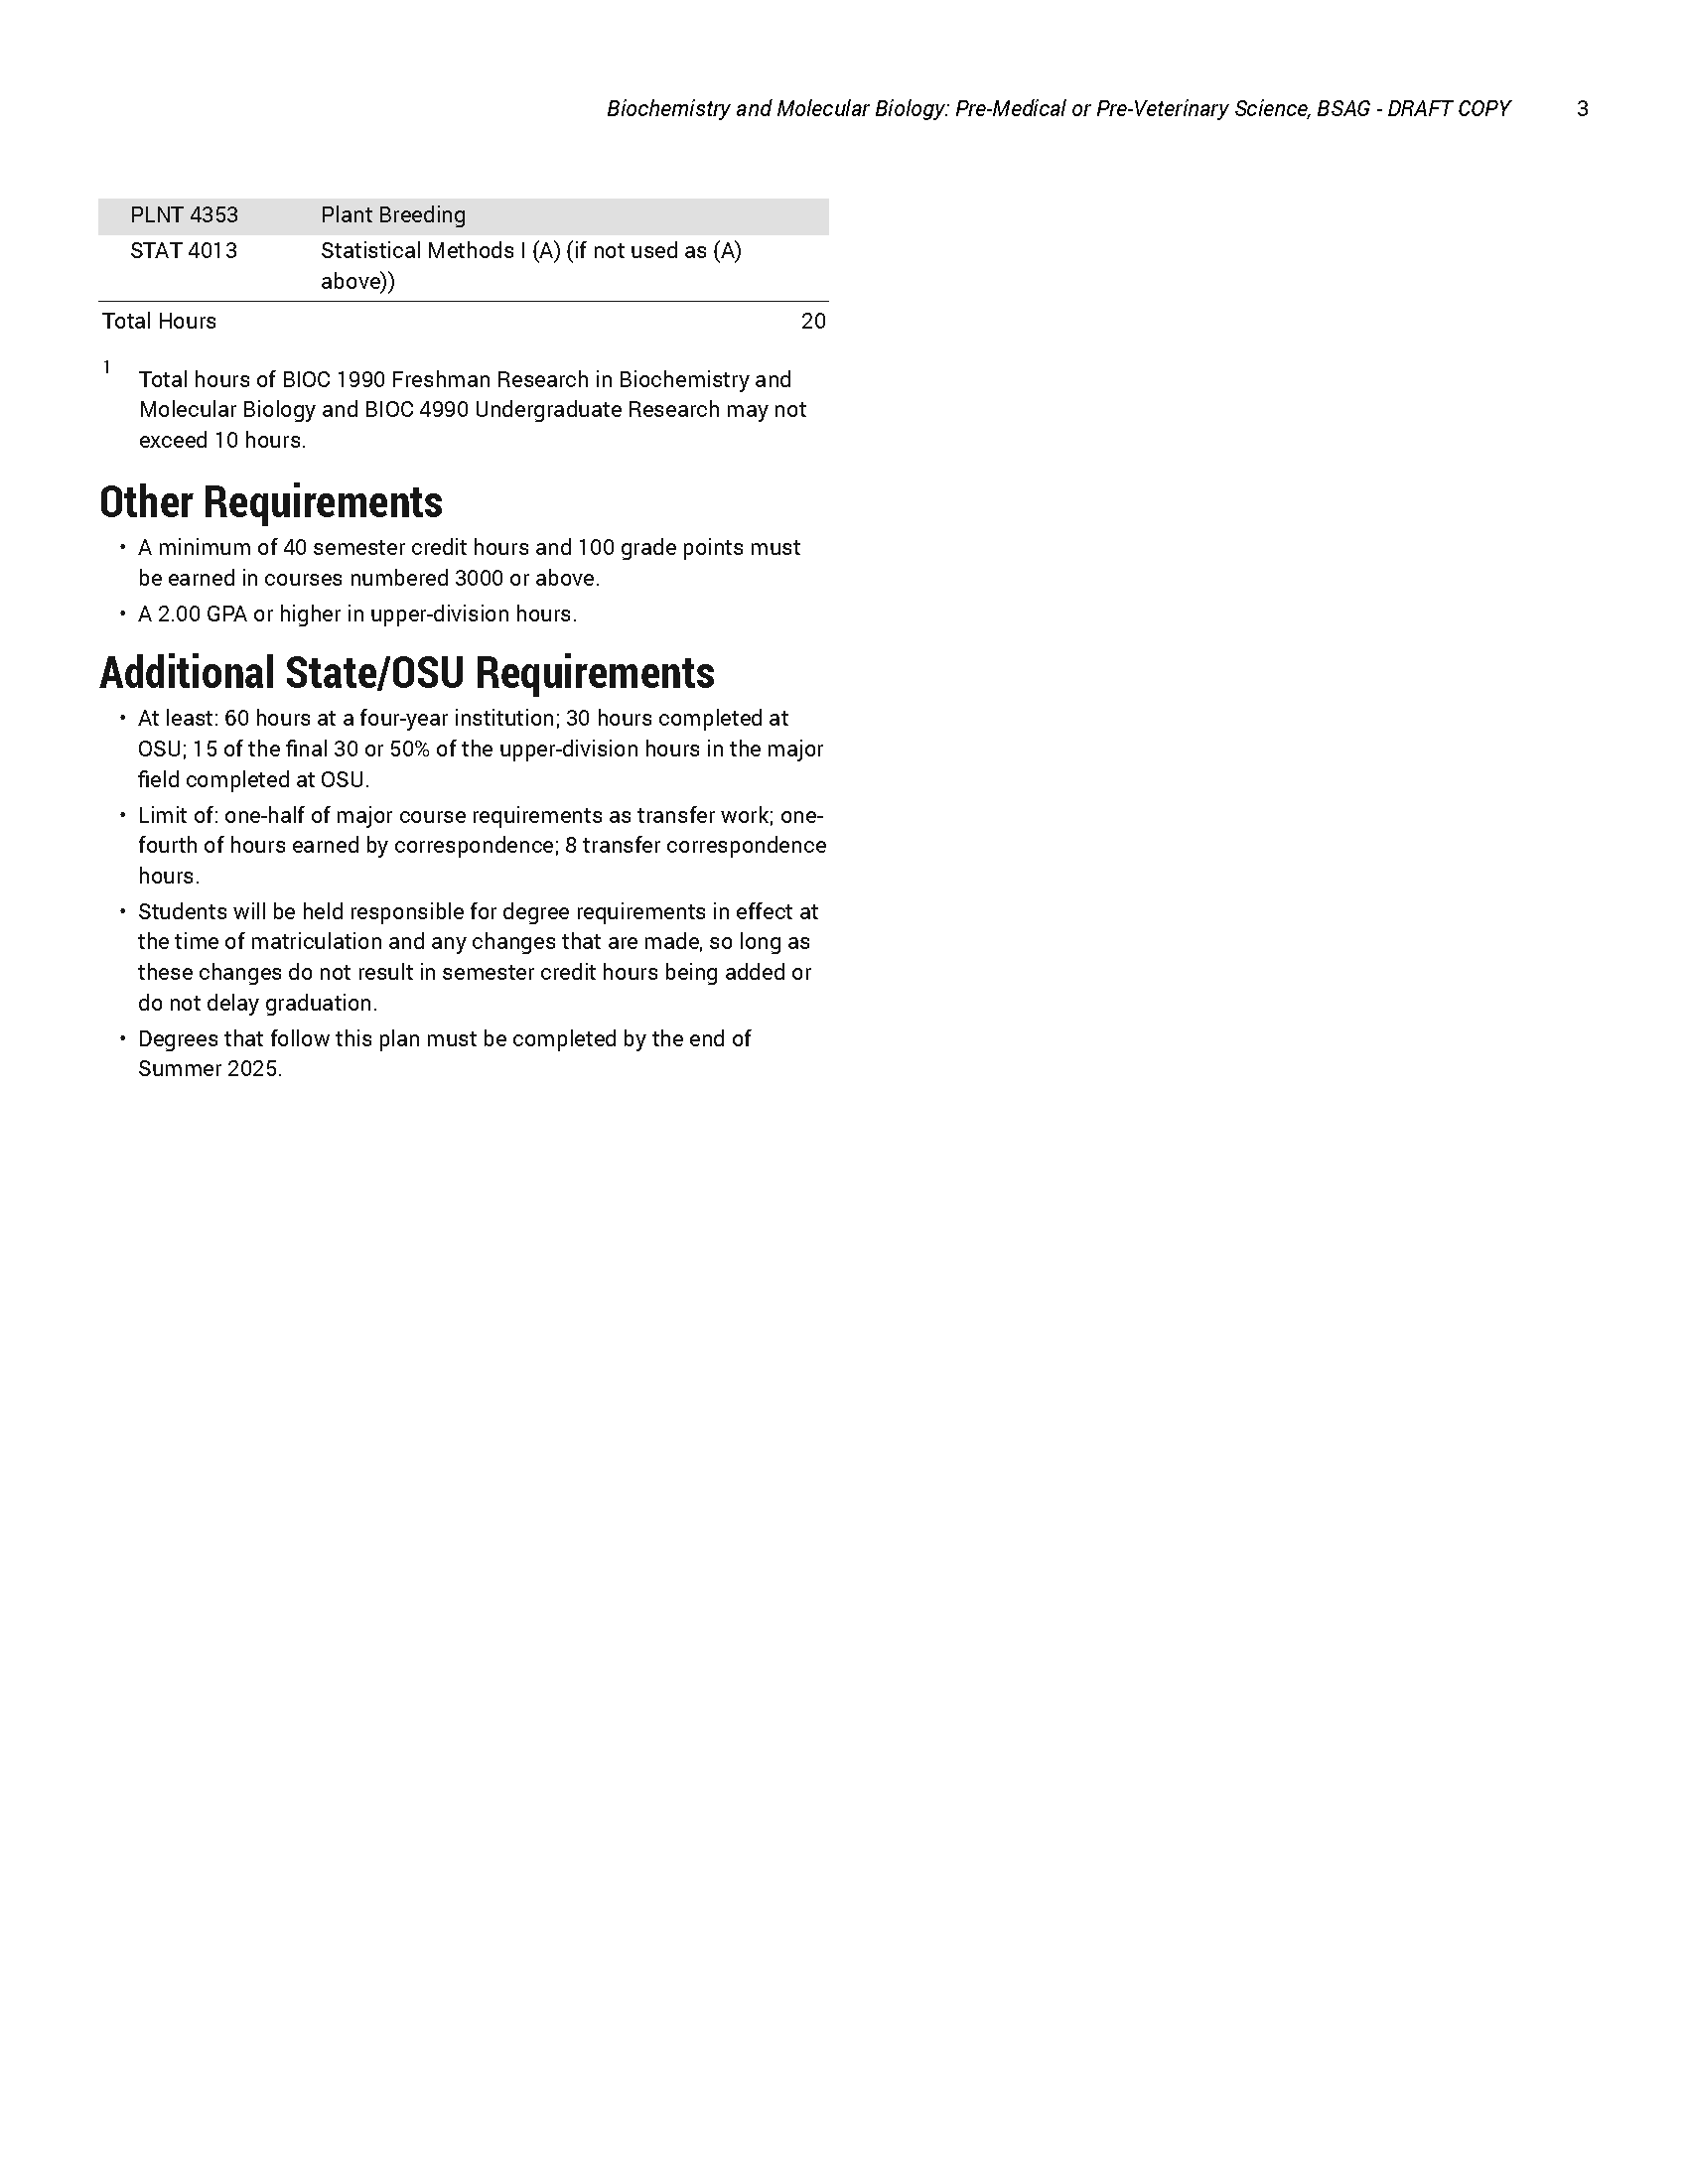 Biochemistry and Molecular Biology: Pre-Medical or Pre-Veterinary Science, BSAG - DRAFT COPY 3
PLNT 4353 Plant Breeding
STAT 4013 Statistical Methods I (A) (if not used as (A)
above))
Total Hours 20
1
Total hours of BIOC 1990 Freshman Research in Biochemistry and
Molecular Biology and BIOC 4990 Undergraduate Research may not
exceed 10 hours.
Other Requirements
• A minimum of 40 semester credit hours and 100 grade points must
be earned in courses numbered 3000 or above.
• A 2.00 GPA or higher in upper-division hours.
Additional State/OSU Requirements
• At least: 60 hours at a four-year institution; 30 hours completed at
OSU; 15 of the final 30 or 50% of the upper-division hours in the major
field completed at OSU.
• Limit of: one-half of major course requirements as transfer work; one-
fourth of hours earned by correspondence; 8 transfer correspondence
hours.
• Students will be held responsible for degree requirements in effect at
the time of matriculation and any changes that are made, so long as
these changes do not result in semester credit hours being added or
do not delay graduation.
• Degrees that follow this plan must be completed by the end of
Summer 2025.